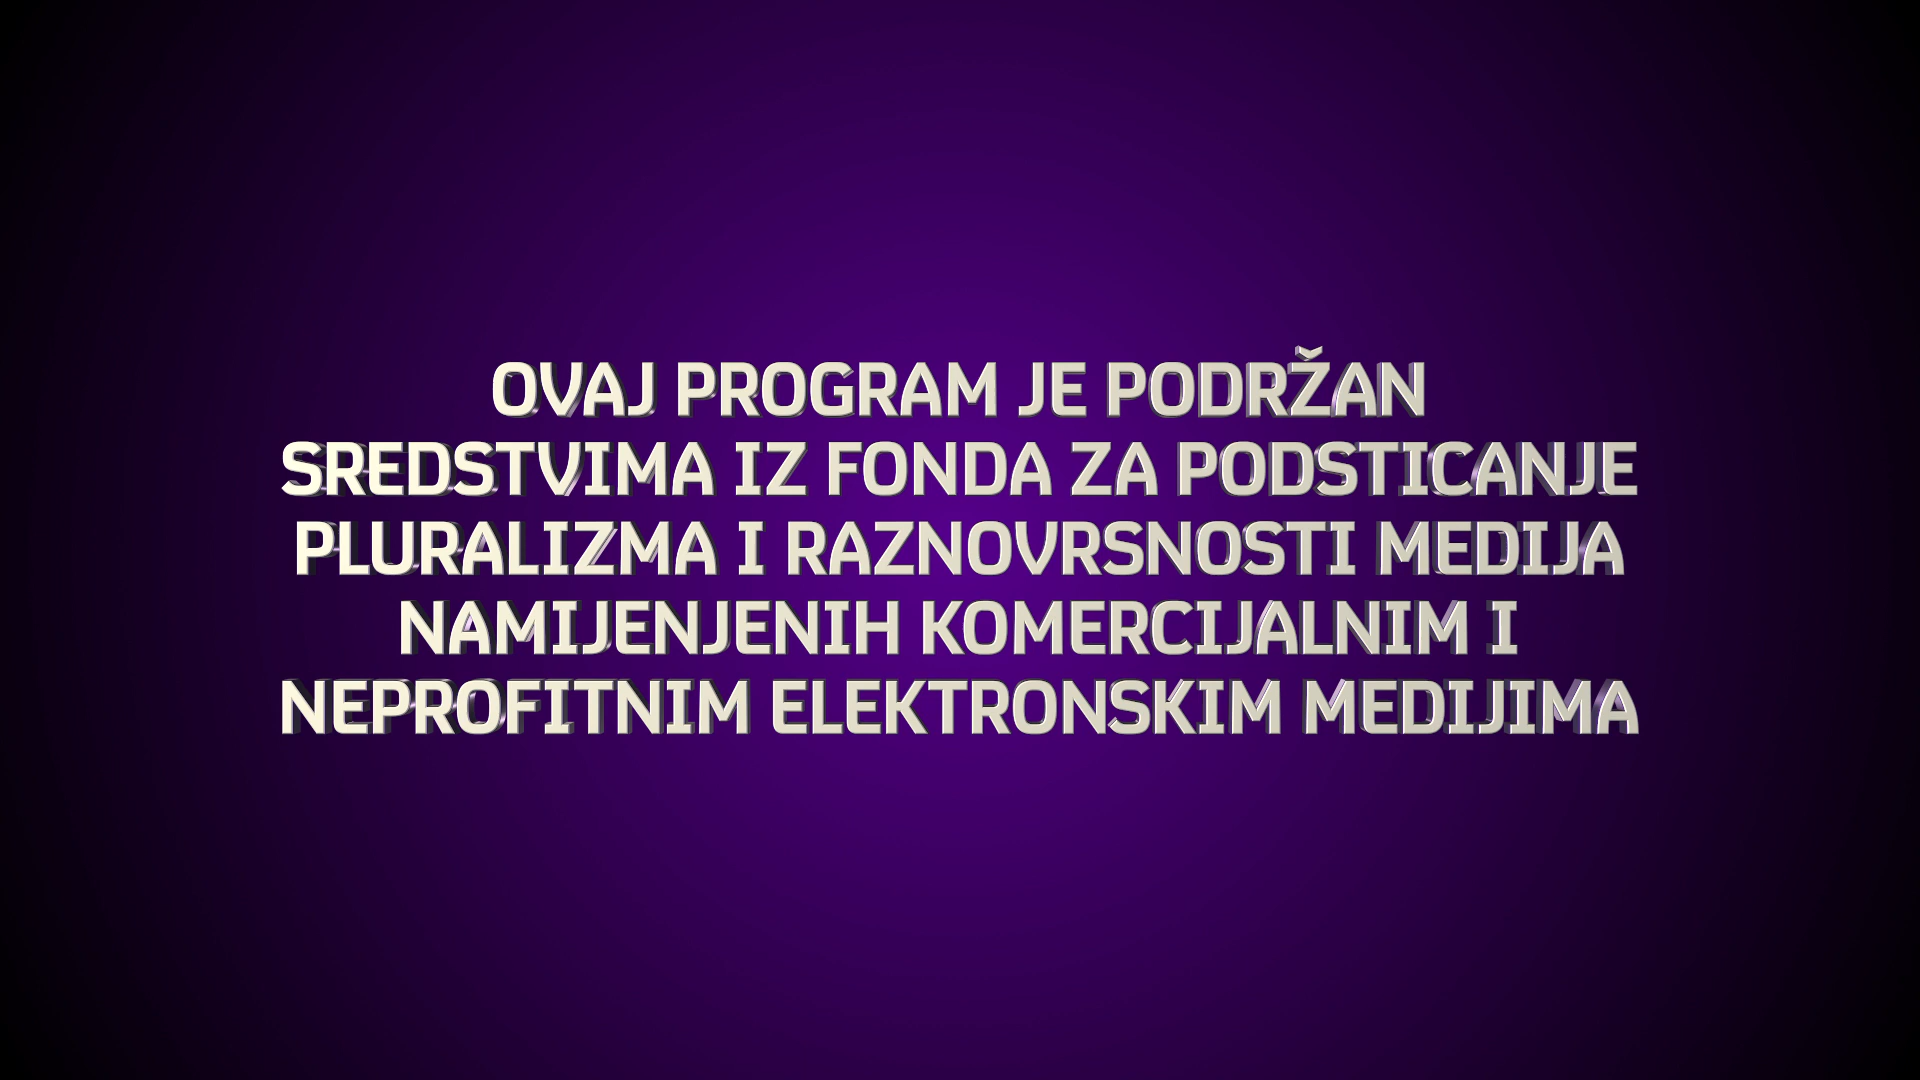 OVAJ PROGRAM JE PODRŽAN
SREDSTVIMA IZ FONDA ZA PODSTICANJE
PLURALIZMA I RAZNOVRSNOSTI MEDIJA
NAMIJENJENIH KOMERCIJALNIM I
NEPROFITNIM ELEKTRONSKIM MEDIJIMA